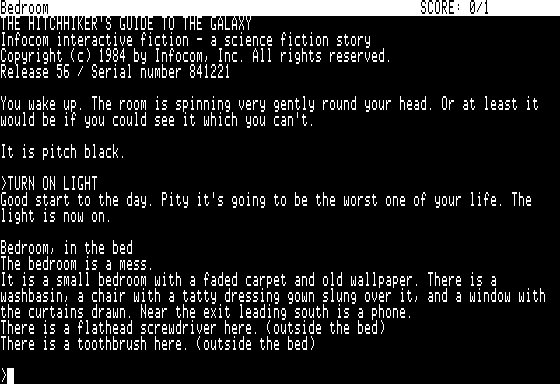 Bedroom SCORE: 0/1
THE HITCHHIKER'S GUIDE TO THE GALAXY
Infocom interactive fiction - a science fiction story
Copyright (c) 1984 by Infocom, Inc. All rights reserved.
Release 56 / Serial number 841221
You wake up. The room is spinning very gently round your head. Or at least it
would be if you could see it which you can't.
It is pitch black.
>TURN ON LIGHT
Good start to the day. Pity it's going to be the worst one of your life. The
light is now on.
Bedroom, in the bed
The bedroom is a mess.
It is a small bedroom with a faded carpet and old wallpaper. There is a
washbasin, a chair with a tatty dressing gown slung over it, and a window with
the curtains drawn. Near the exit leading south is a phone.
There is a flathead screwdriver here. (outside the bed)
There is a toothbrush here. (outside the bed)
>